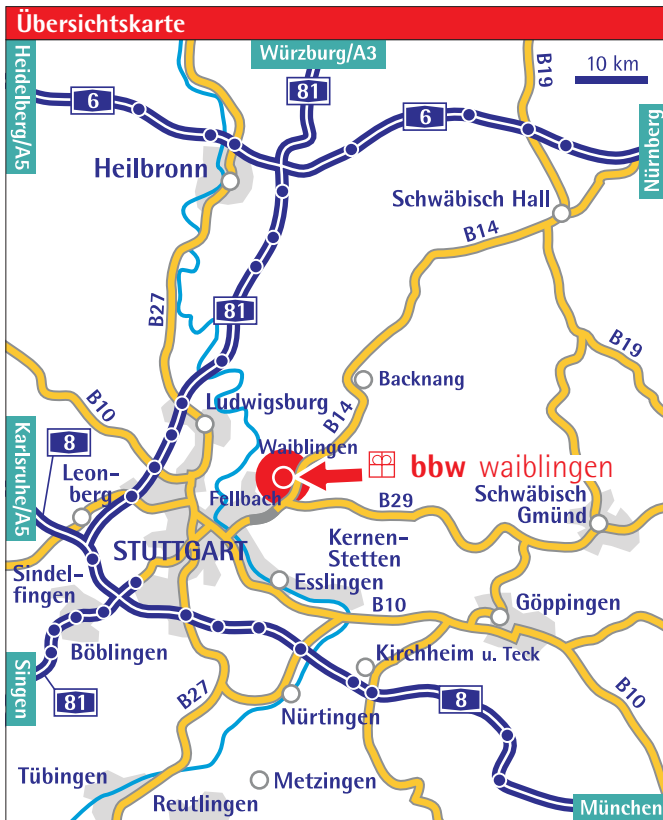 Übersichtskarte
Heidelberg/A5
Würzburg/A3
B19
10 km
6
81
6
Nürnberg
Heilbronn
Schwäbisch Hall
B14
B27
81
B19
B10
Backnang
Ludwigsburg
B14
Karlsruhe/A5
8
Waiblingen
bbw waiblingen
Leon-
berg
Fellbach
B29
Schwäbisch
Gmünd
STUTTGART
Kernen-
Stetten
Sindel-
fingen
Esslingen
B10
Göppingen
Böblingen
Kirchheim u. Teck
Singen
81
B27
Nürtingen
8
B10
Tübingen
Metzingen
Reutlingen
München